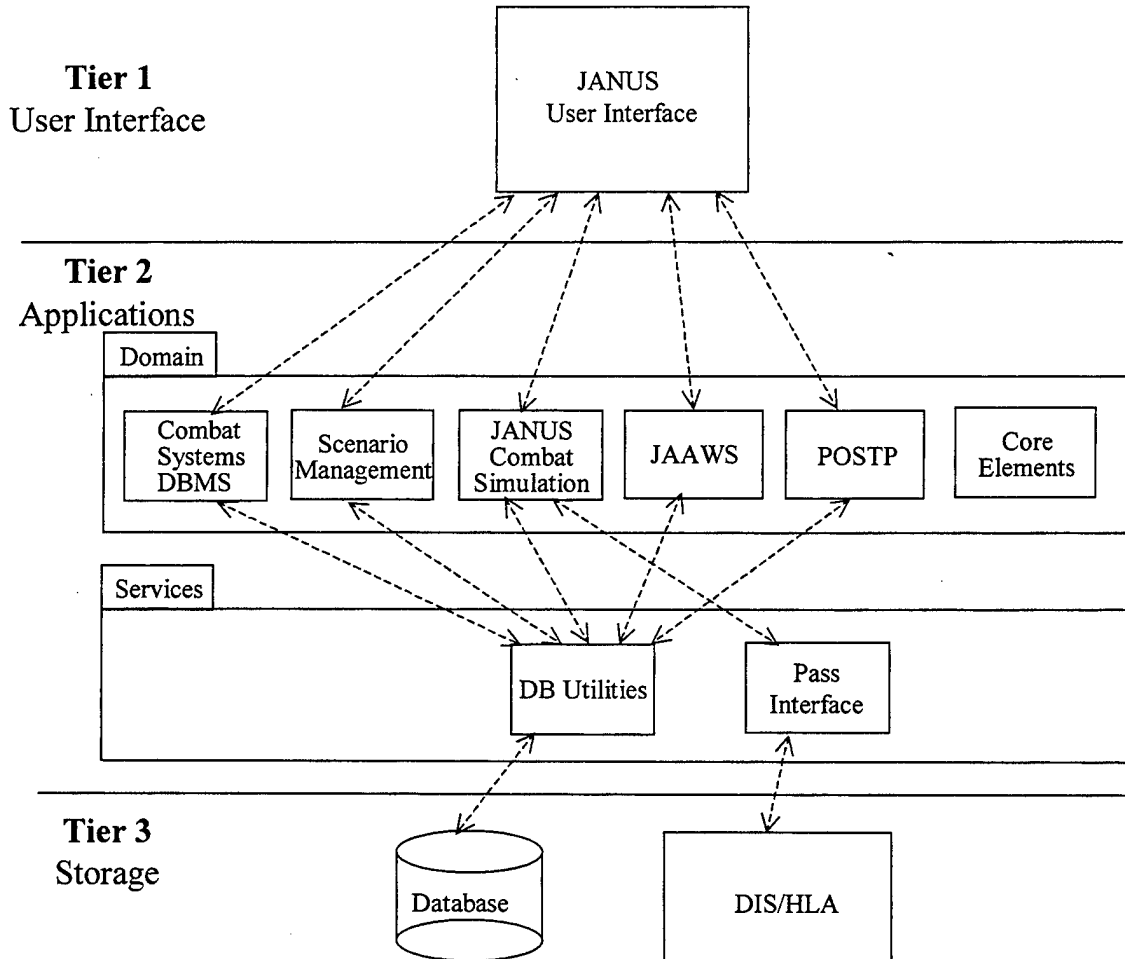 Tier 1
User Interface
JANUS
User Interface
Tier 2
Applications
Domain
Combat
Systems
DBMS
Scenario
Management
JANUS
Combat
Simulation
JAAWS
POSTP
Core
Elements
Services
DB Utilities
Pass
Interface
Tier 3
Storage
Database
DIS/HLA